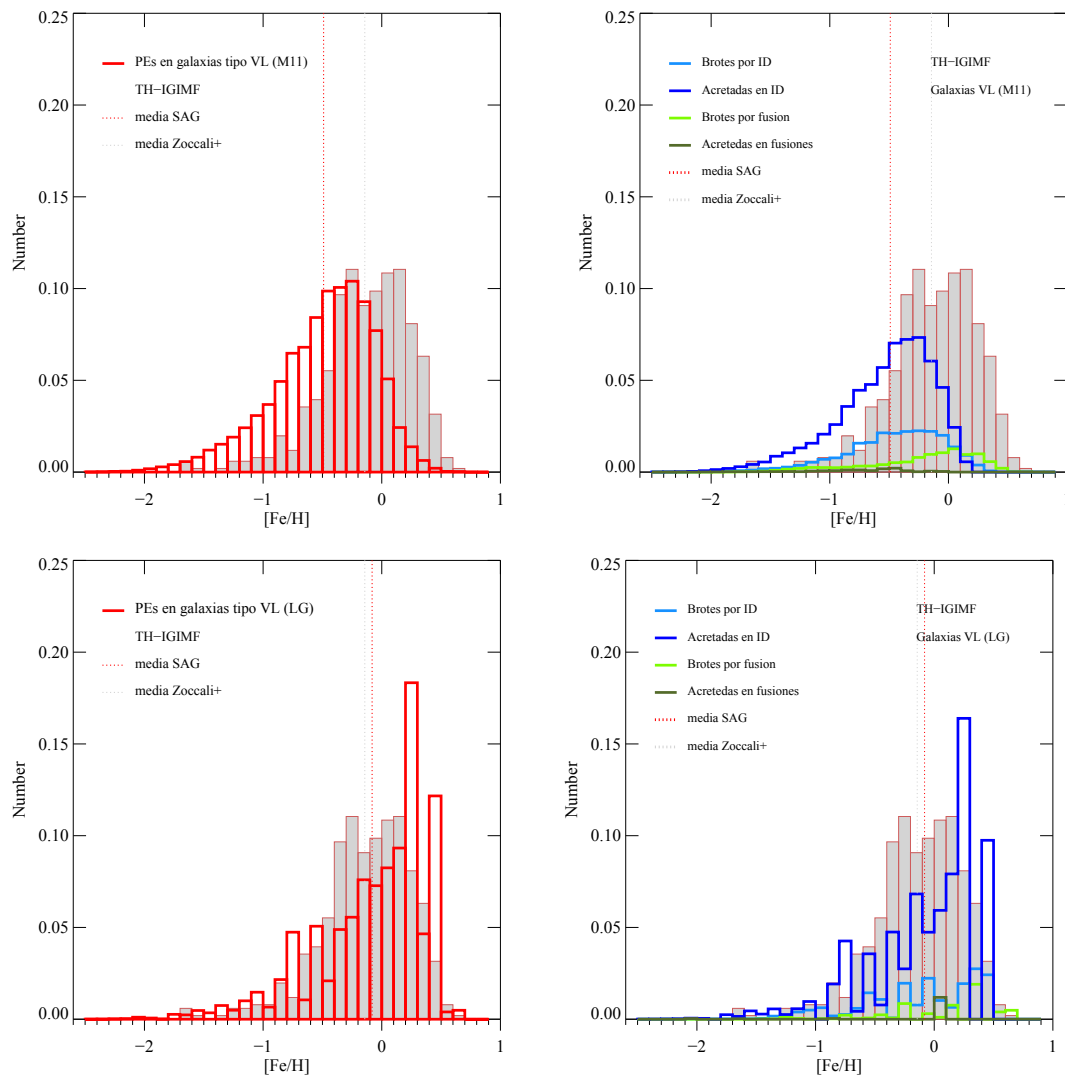 0.25
0.20
0.15
0.10
0.05
0.00
Number
PEs en galaxias tipo VL (M11)
TH−IGIMF
media SAG
media Zoccali+
−2
−1
0
1
[Fe/H]
0.25
0.20
0.15
0.10
0.05
0.00
Number
Brotes por ID
Acretadas en ID
Brotes por fusion
Acretedas en fusiones
media SAG
media Zoccali+
TH−IGIMF
Galaxias VL (M11)
−2
−1
0
1
[Fe/H]
0.25
0.20
0.15
0.10
0.05
0.00
Number
PEs en galaxias tipo VL (LG)
TH−IGIMF
media SAG
media Zoccali+
−2
−1
0
1
[Fe/H]
0.25
0.20
0.15
0.10
0.05
0.00
Number
Brotes por ID
Acretadas en ID
Brotes por fusion
Acretedas en fusiones
media SAG
media Zoccali+
TH−IGIMF
Galaxias VL (LG)
−2
−1
0
1
[Fe/H]